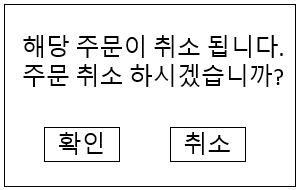 해당 주문이 취소 됩니다.
주문 취소 하시겠습니까?
확인 취소